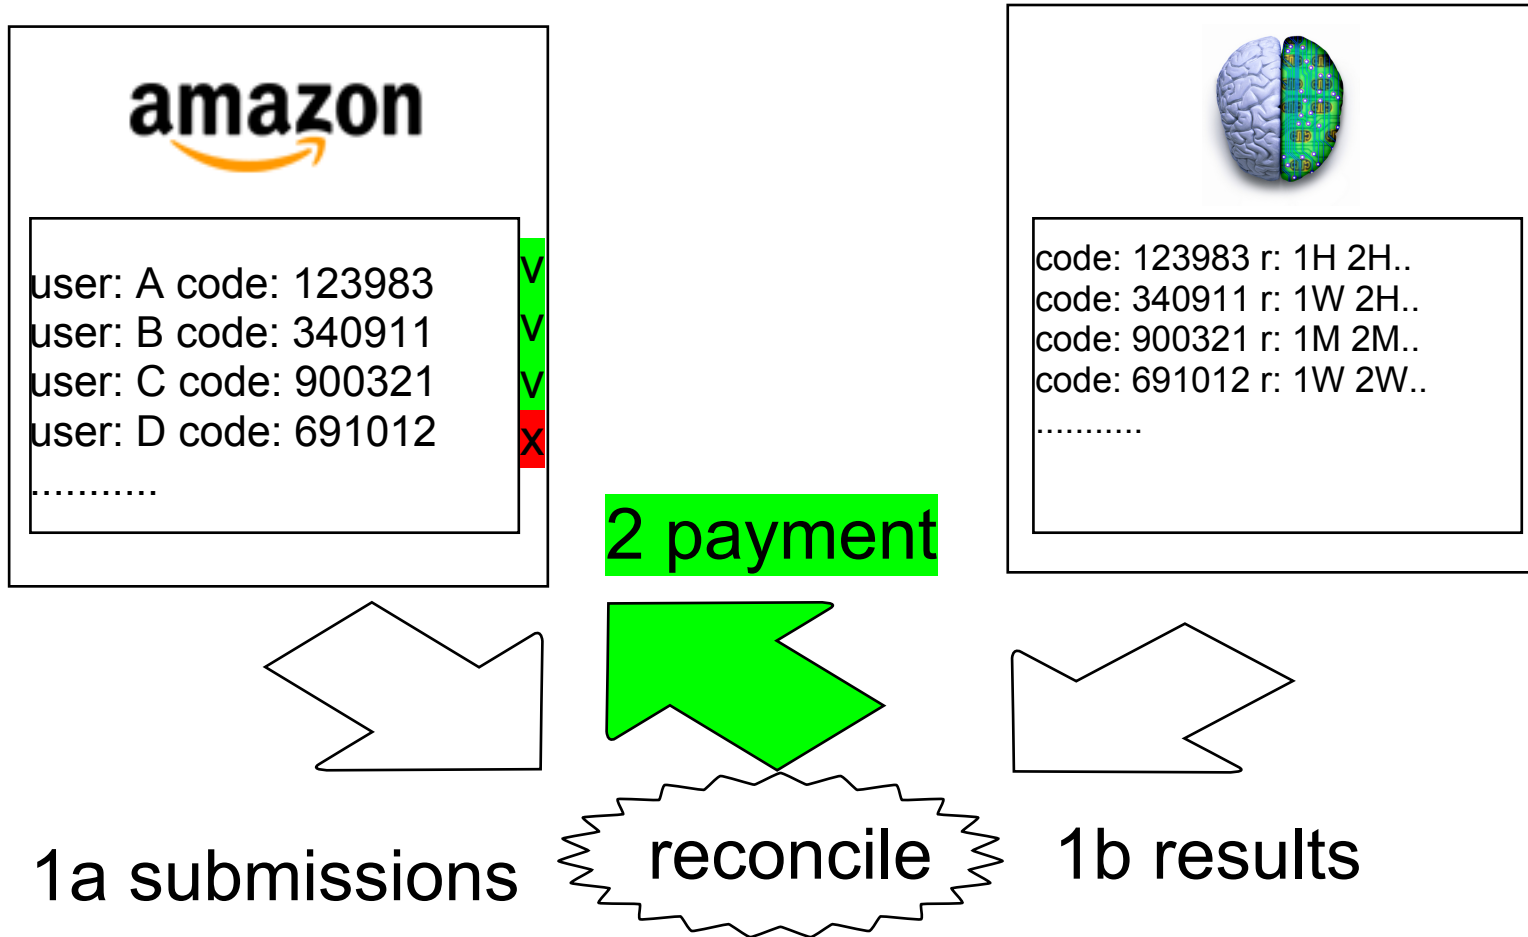 amazon
user: A code: 123983 v
user: B code: 340911 v
user: C code: 900321 v
user: D code: 691012 x
...........
code: 123983 r: 1H 2H..
code: 340911 r: 1W 2H..
code: 900321 r: 1M 2M..
code: 691012 r: 1W 2W..
...........
2 payment
1a submissions
reconcile
1b results